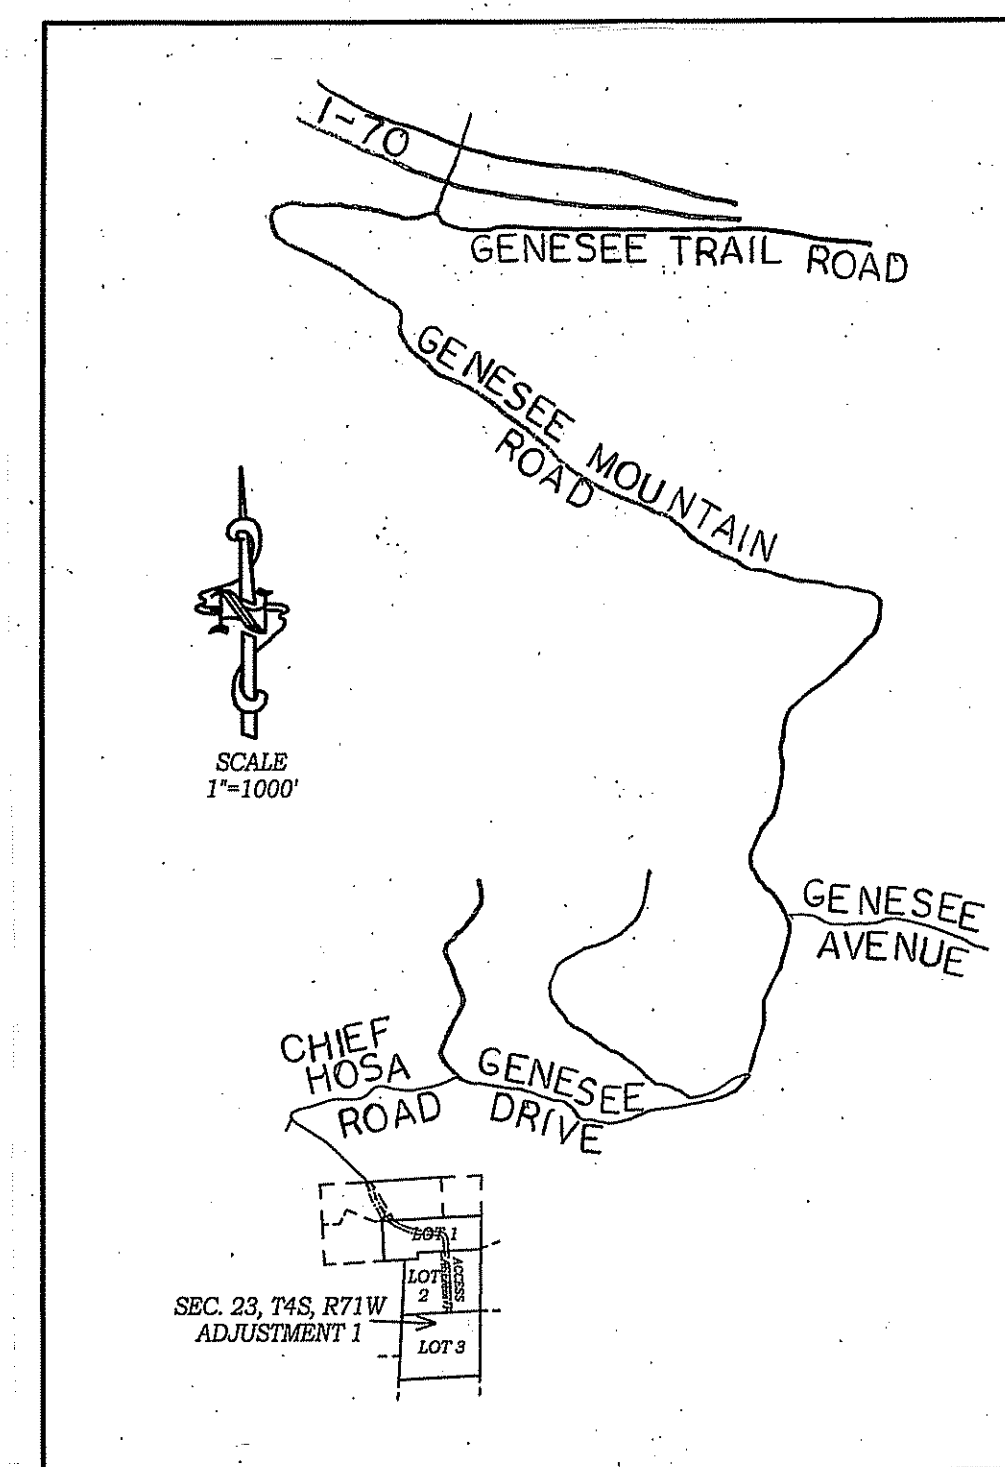 I-70
GENESEE TRAIL ROAD
GENESEE MOUNTAIN
ROAD
N
SCALE
1"=1000'
GENESEE
AVENUE
CHIEF
HOSA
ROAD
GENESEE
DRIVE
LOT 1
LOT
2
ACCESS
SEC. 23, T4S, R71W
ADJUSTMENT 1
LOT 3